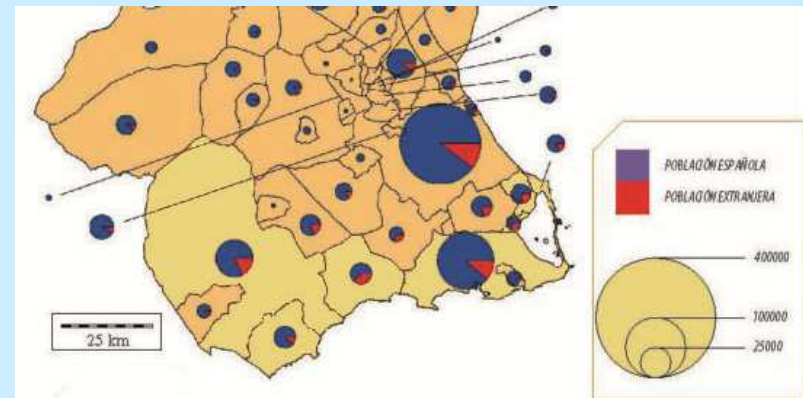 POBLACIÓN ESPAÑOLA
POBLACIÓN EXTRANJERA
400000
100000
25000
25 km